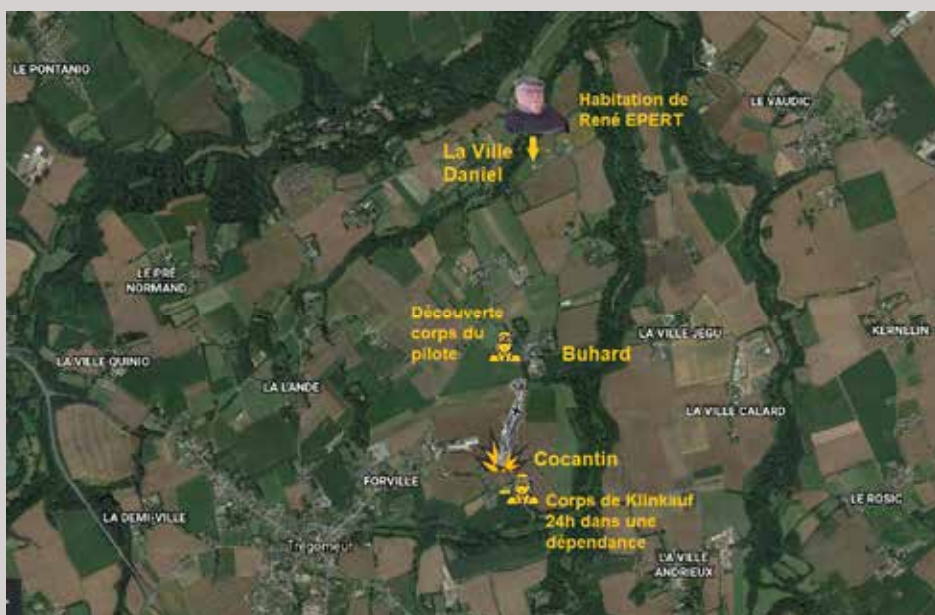 LE PONTANIO
Habitation de
René EPERT
LE VAUDIC
La Ville
Daniel
LE PRÉ
NORMAND
Découverte
corps du
pilote
Buhard
LA VILLE JÉGU
KERNELIN
LA VILLE QUINIO
LA LANDE
LA VILLE CALARD
Cocantin
FORVILLE
Corps de Klinkauf
24h dans une
dépendance
LE ROSIC
LA DEMI-VILLE
Trégomeur
LA VILLE
ANDRIEUX